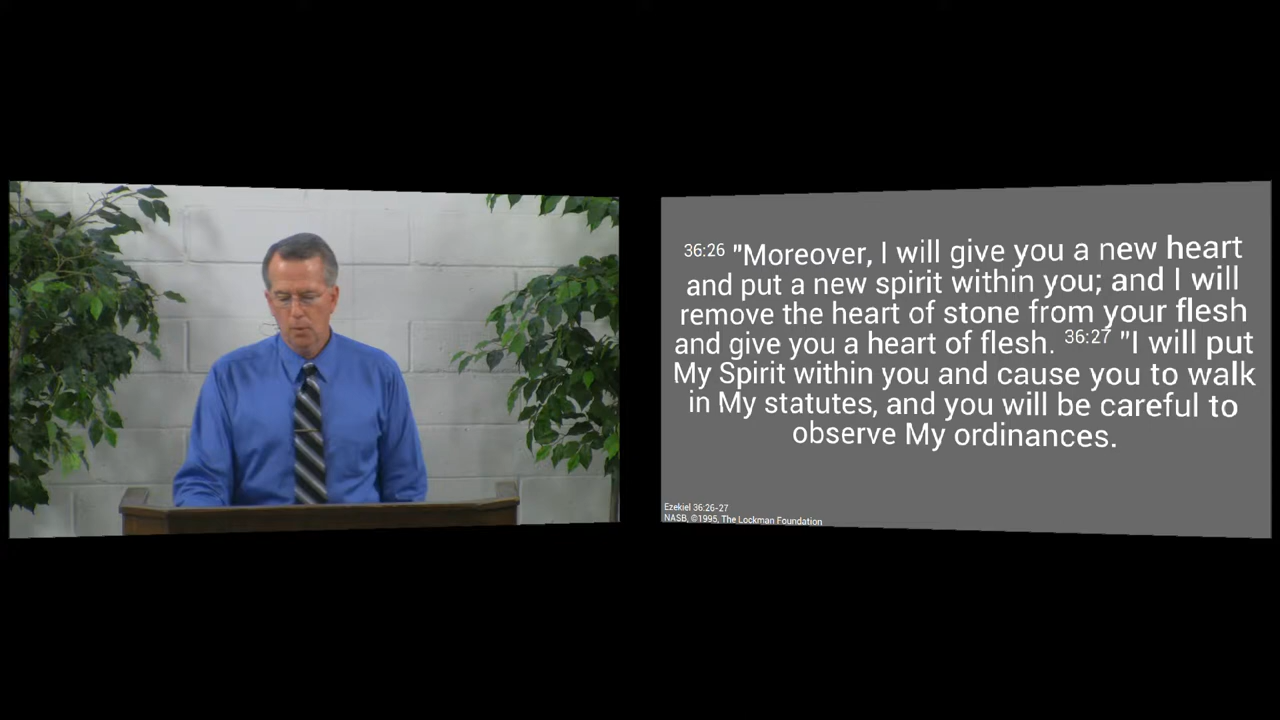 36:26 "Moreover, I will give you a new heart
and put a new spirit within you; and I will
remove the heart of stone from your flesh
and give you a heart of flesh. 36:27 "I will put
My Spirit within you and cause you to walk
in My statutes, and you will be careful to
observe My ordinances.
Ezekiel 36:26-27
NASB, ©1995, The Lockman Foundation